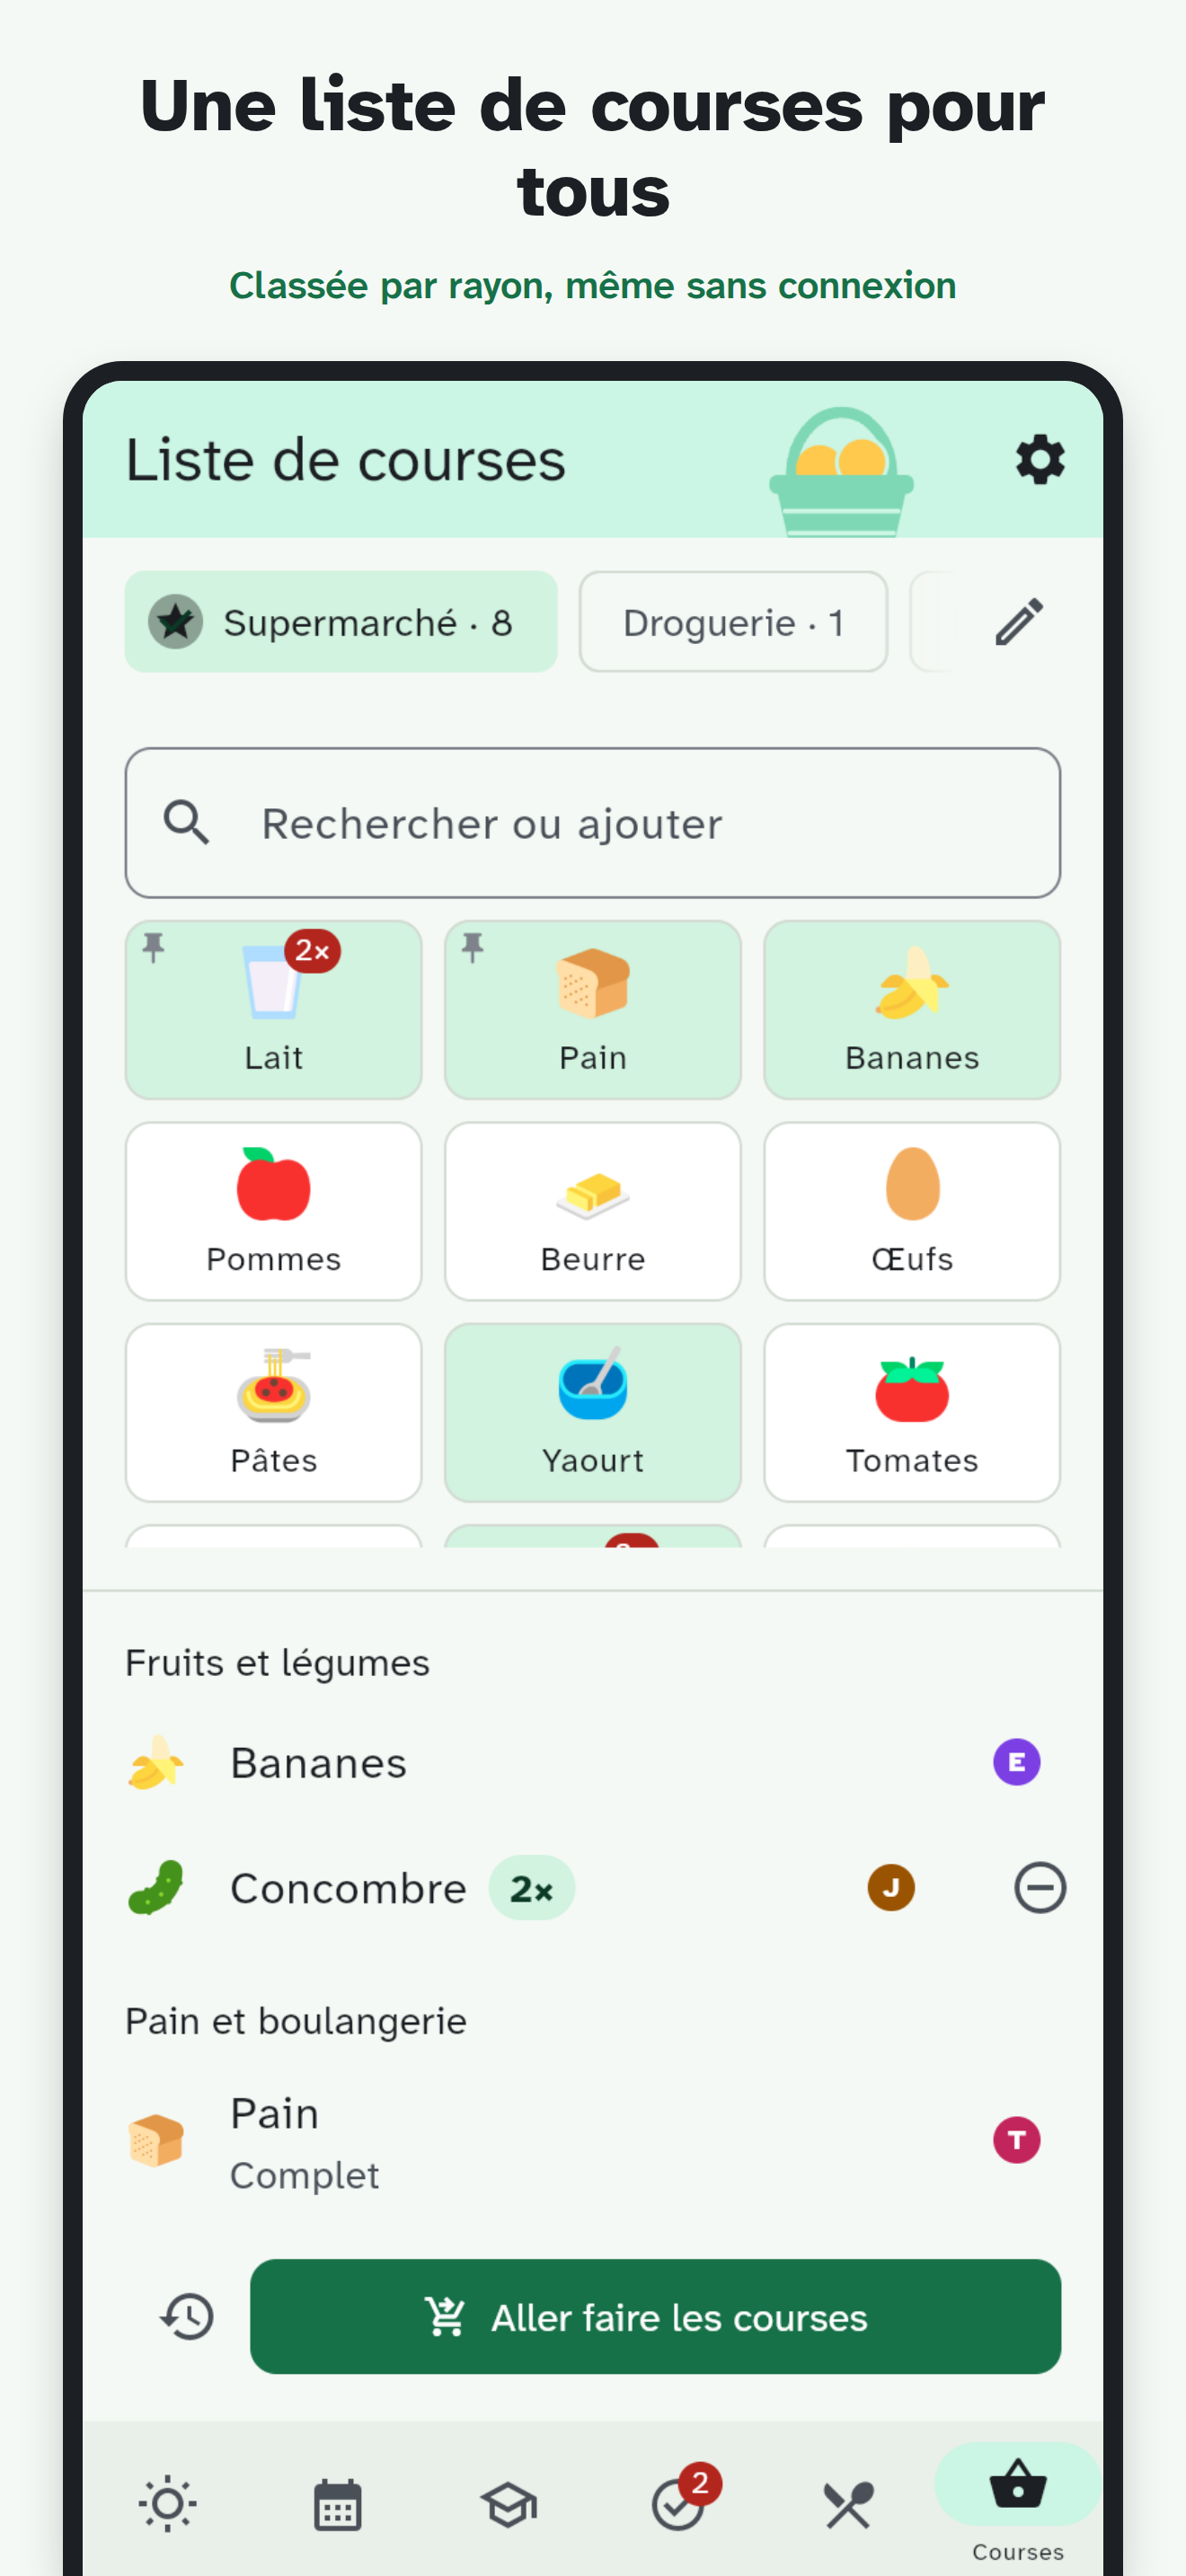 Une liste de courses pour
tous
Classée par rayon, même sans connexion
Liste de courses
Supermarché · 8
Droguerie · 1
Rechercher ou ajouter
2×
Lait
Pain
Bananes
Pommes
Beurre
Œufs
Pâtes
Yaourt
Tomates
Fruits et légumes
Bananes
E
Concombre 2×
J
Pain et boulangerie
Pain
Complet
T
Aller faire les courses
2
Courses